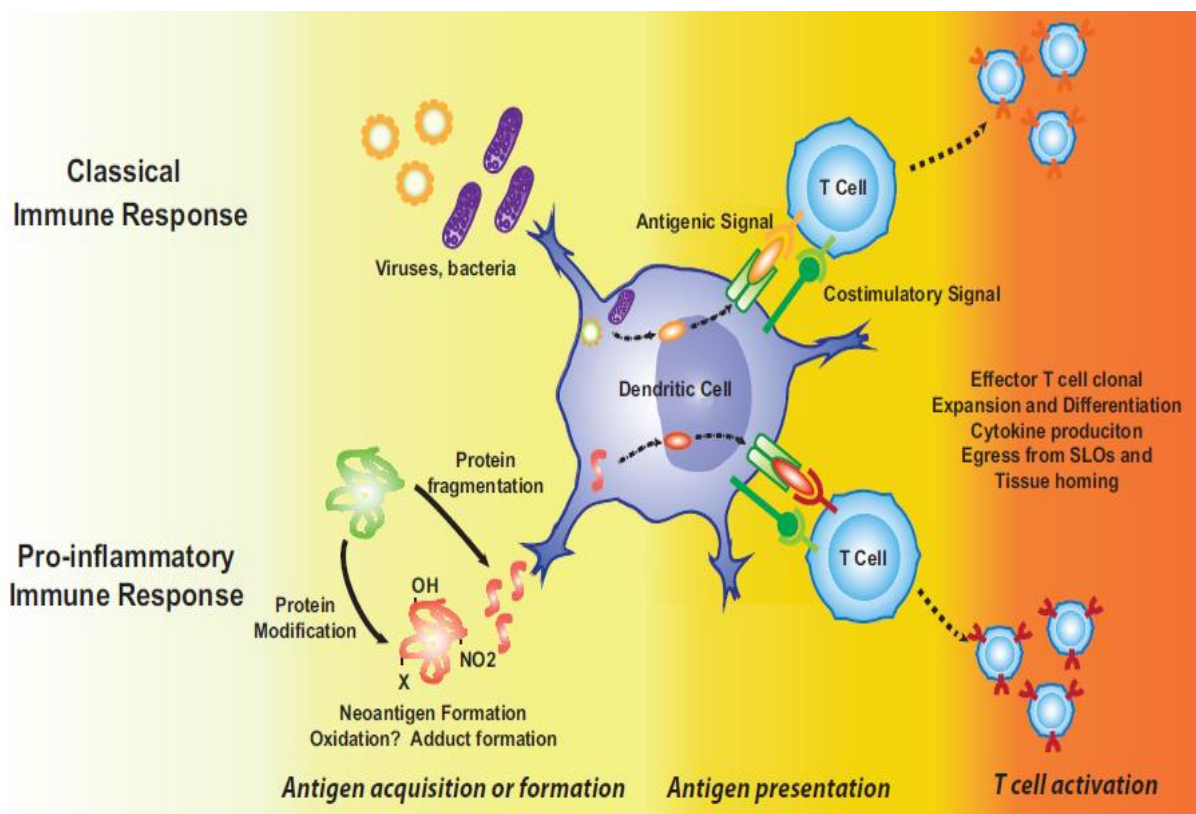 Classical
Immune Response
Viruses, bacteria
Antigenic Signal
T Cell
Costimulatory Signal
Dendritic Cell
Effector T cell clonal
Expansion and Differentiation
Cytokine produciton
Egress from SLOs and
Tissue homing
Pro-inflammatory
Immune Response
Protein
fragmentation
Protein
Modification
OH
NO2
X
Neoantigen Formation
Oxidation? Adduct formation
T Cell
Antigen acquisition or formation
Antigen presentation
T cell activation